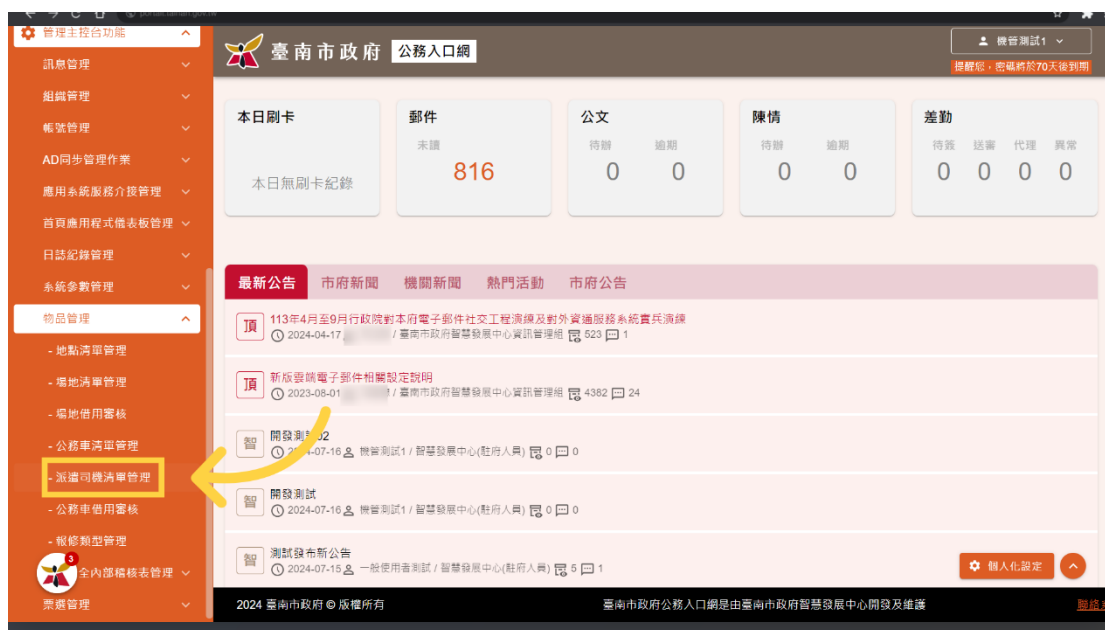 portal.tainan.gov.tw
管理主控台功能
訊息管理
組織管理
帳號管理
AD同步管理作業
應用系統服務介接管理
首頁應用程式儀表板管理
日誌紀錄管理
系統參數管理
物品管理
- 地點清單管理
- 場地清單管理
- 場地借用審核
- 公務車清單管理
- 派遣司機清單管理
- 公務車借用審核
- 報修類型管理
3
全內部稽核表管理
票選管理
臺南市政府 公務入口網
機管測試1
提醒您，密碼將於70天後到期
本日刷卡
本日無刷卡紀錄
郵件
未讀
816
公文
待辦 逾期
0 0
陳情
待辦 逾期
0 0
差勤
待簽 送審 代理 異常
0 0 0 0
最新公告 市府新聞 機關新聞 熱門活動 市府公告
頂 113年4月至9月行政院對本府電子郵件社交工程演練及對外資通服務系統實兵演練
2024-04-17 / 臺南市政府智慧發展中心資訊管理組 523 1
頂 新版雲端電子郵件相關設定說明
2023-08-01 / 臺南市政府智慧發展中心資訊管理組 4382 24
智 開發測試02
2024-07-16 機管測試1 / 智慧發展中心(駐府人員) 0 0
智 開發測試
2024-07-16 機管測試1 / 智慧發展中心(駐府人員) 0 0
智 測試發布新公告
2024-07-15 一般使用者測試 / 智慧發展中心(駐府人員) 5 1
個人化設定
2024 臺南市政府 © 版權所有
臺南市政府公務入口網是由臺南市政府智慧發展中心開發及維護
聯絡